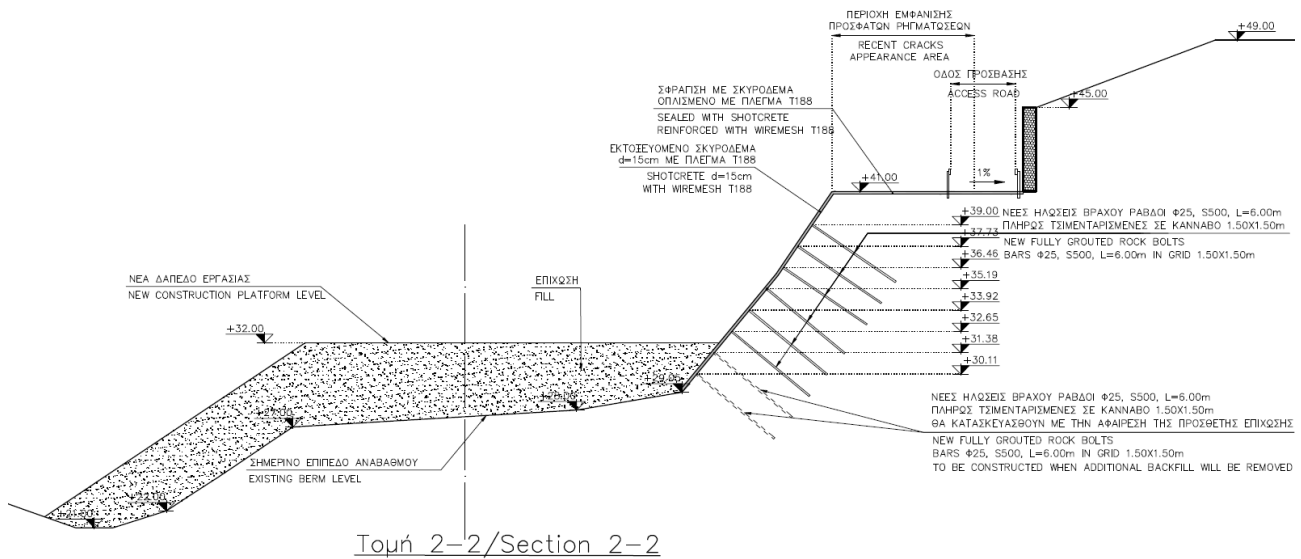 ΠΕΡΙΟΧΗ ΕΜΦΑΝΙΣΗΣ
ΠΡΟΣΦΑΤΩΝ ΡΗΓΜΑΤΩΣΕΩΝ
RECENT CRACKS
APPEARANCE AREA
+49.00
ΟΔΟΣ ΠΡΟΣΒΑΣΗΣ
ACCESS ROAD
+45.00
ΣΦΡΑΓΙΣΗ ΜΕ ΣΚΥΡΟΔΕΜΑ
ΟΠΛΙΣΜΕΝΟ ΜΕ ΠΛΕΓΜΑ T188
SEALED WITH SHOTCRETE
REINFORCED WITH WIREMESH T188
ΕΚΤΟΞΕΥΟΜΕΝΟ ΣΚΥΡΟΔΕΜΑ
d=15cm ΜΕ ΠΛΕΓΜΑ T188
SHOTCRETE d=15cm
WITH WIREMESH T188
+41.00
1%
+39.00
+37.73
+36.46
+35.19
+33.92
+32.65
+31.38
+30.11
ΝΕΕΣ ΗΛΩΣΕΙΣ ΒΡΑΧΟΥ ΡΑΒΔΟΙ Φ25, S500, L=6.00m
ΠΛΗΡΩΣ ΤΣΙΜΕΝΤΑΡΙΣΜΕΝΕΣ ΣΕ ΚΑΝΝΑΒΟ 1.50X1.50m
NEW FULLY GROUTED ROCK BOLTS
BARS Φ25, S500, L=6.00m IN GRID 1.50X1.50m
ΝΕΑ ΔΑΠΕΔΟ ΕΡΓΑΣΙΑΣ
NEW CONSTRUCTION PLATFORM LEVEL
ΕΠΙΧΩΣΗ
FILL
+32.00
+27.00
+22.00
ΣΗΜΕΡΙΝΟ ΕΠΙΠΕΔΟ ΑΝΑΒΑΘΜΟΥ
EXISTING BERM LEVEL
ΝΕΕΣ ΗΛΩΣΕΙΣ ΒΡΑΧΟΥ ΡΑΒΔΟΙ Φ25, S500, L=6.00m
ΠΛΗΡΩΣ ΤΣΙΜΕΝΤΑΡΙΣΜΕΝΕΣ ΣΕ ΚΑΝΝΑΒΟ 1.50X1.50m
ΘΑ ΚΑΤΑΣΚΕΥΑΣΘΟΥΝ ΜΕ ΤΗΝ ΑΦΑΙΡΕΣΗ ΤΗΣ ΠΡΟΣΘΕΤΗΣ ΕΠΙΧΩΣΗΣ
NEW FULLY GROUTED ROCK BOLTS
BARS Φ25, S500, L=6.00m IN GRID 1.50X1.50m
TO BE CONSTRUCTED WHEN ADDITIONAL BACKFILL WILL BE REMOVED
Τομή 2-2/Section 2-2